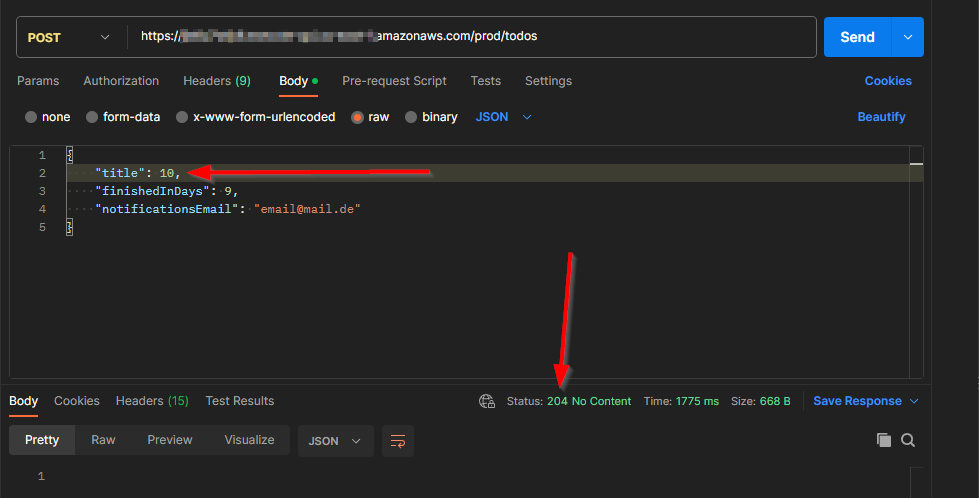 POST https://amazonaws.com/prod/todos Send
Params Authorization Headers (9) Body Pre-request Script Tests Settings Cookies
none form-data x-www-form-urlencoded raw binary JSON Beautify
1 {
2 "title": 10,
3 "finishedInDays": 9,
4 "notificationsEmail": "email@mail.de"
5 }
Body Cookies Headers (15) Test Results Status: 204 No Content Time: 1775 ms Size: 668 B Save Response
Pretty Raw Preview Visualize JSON
1